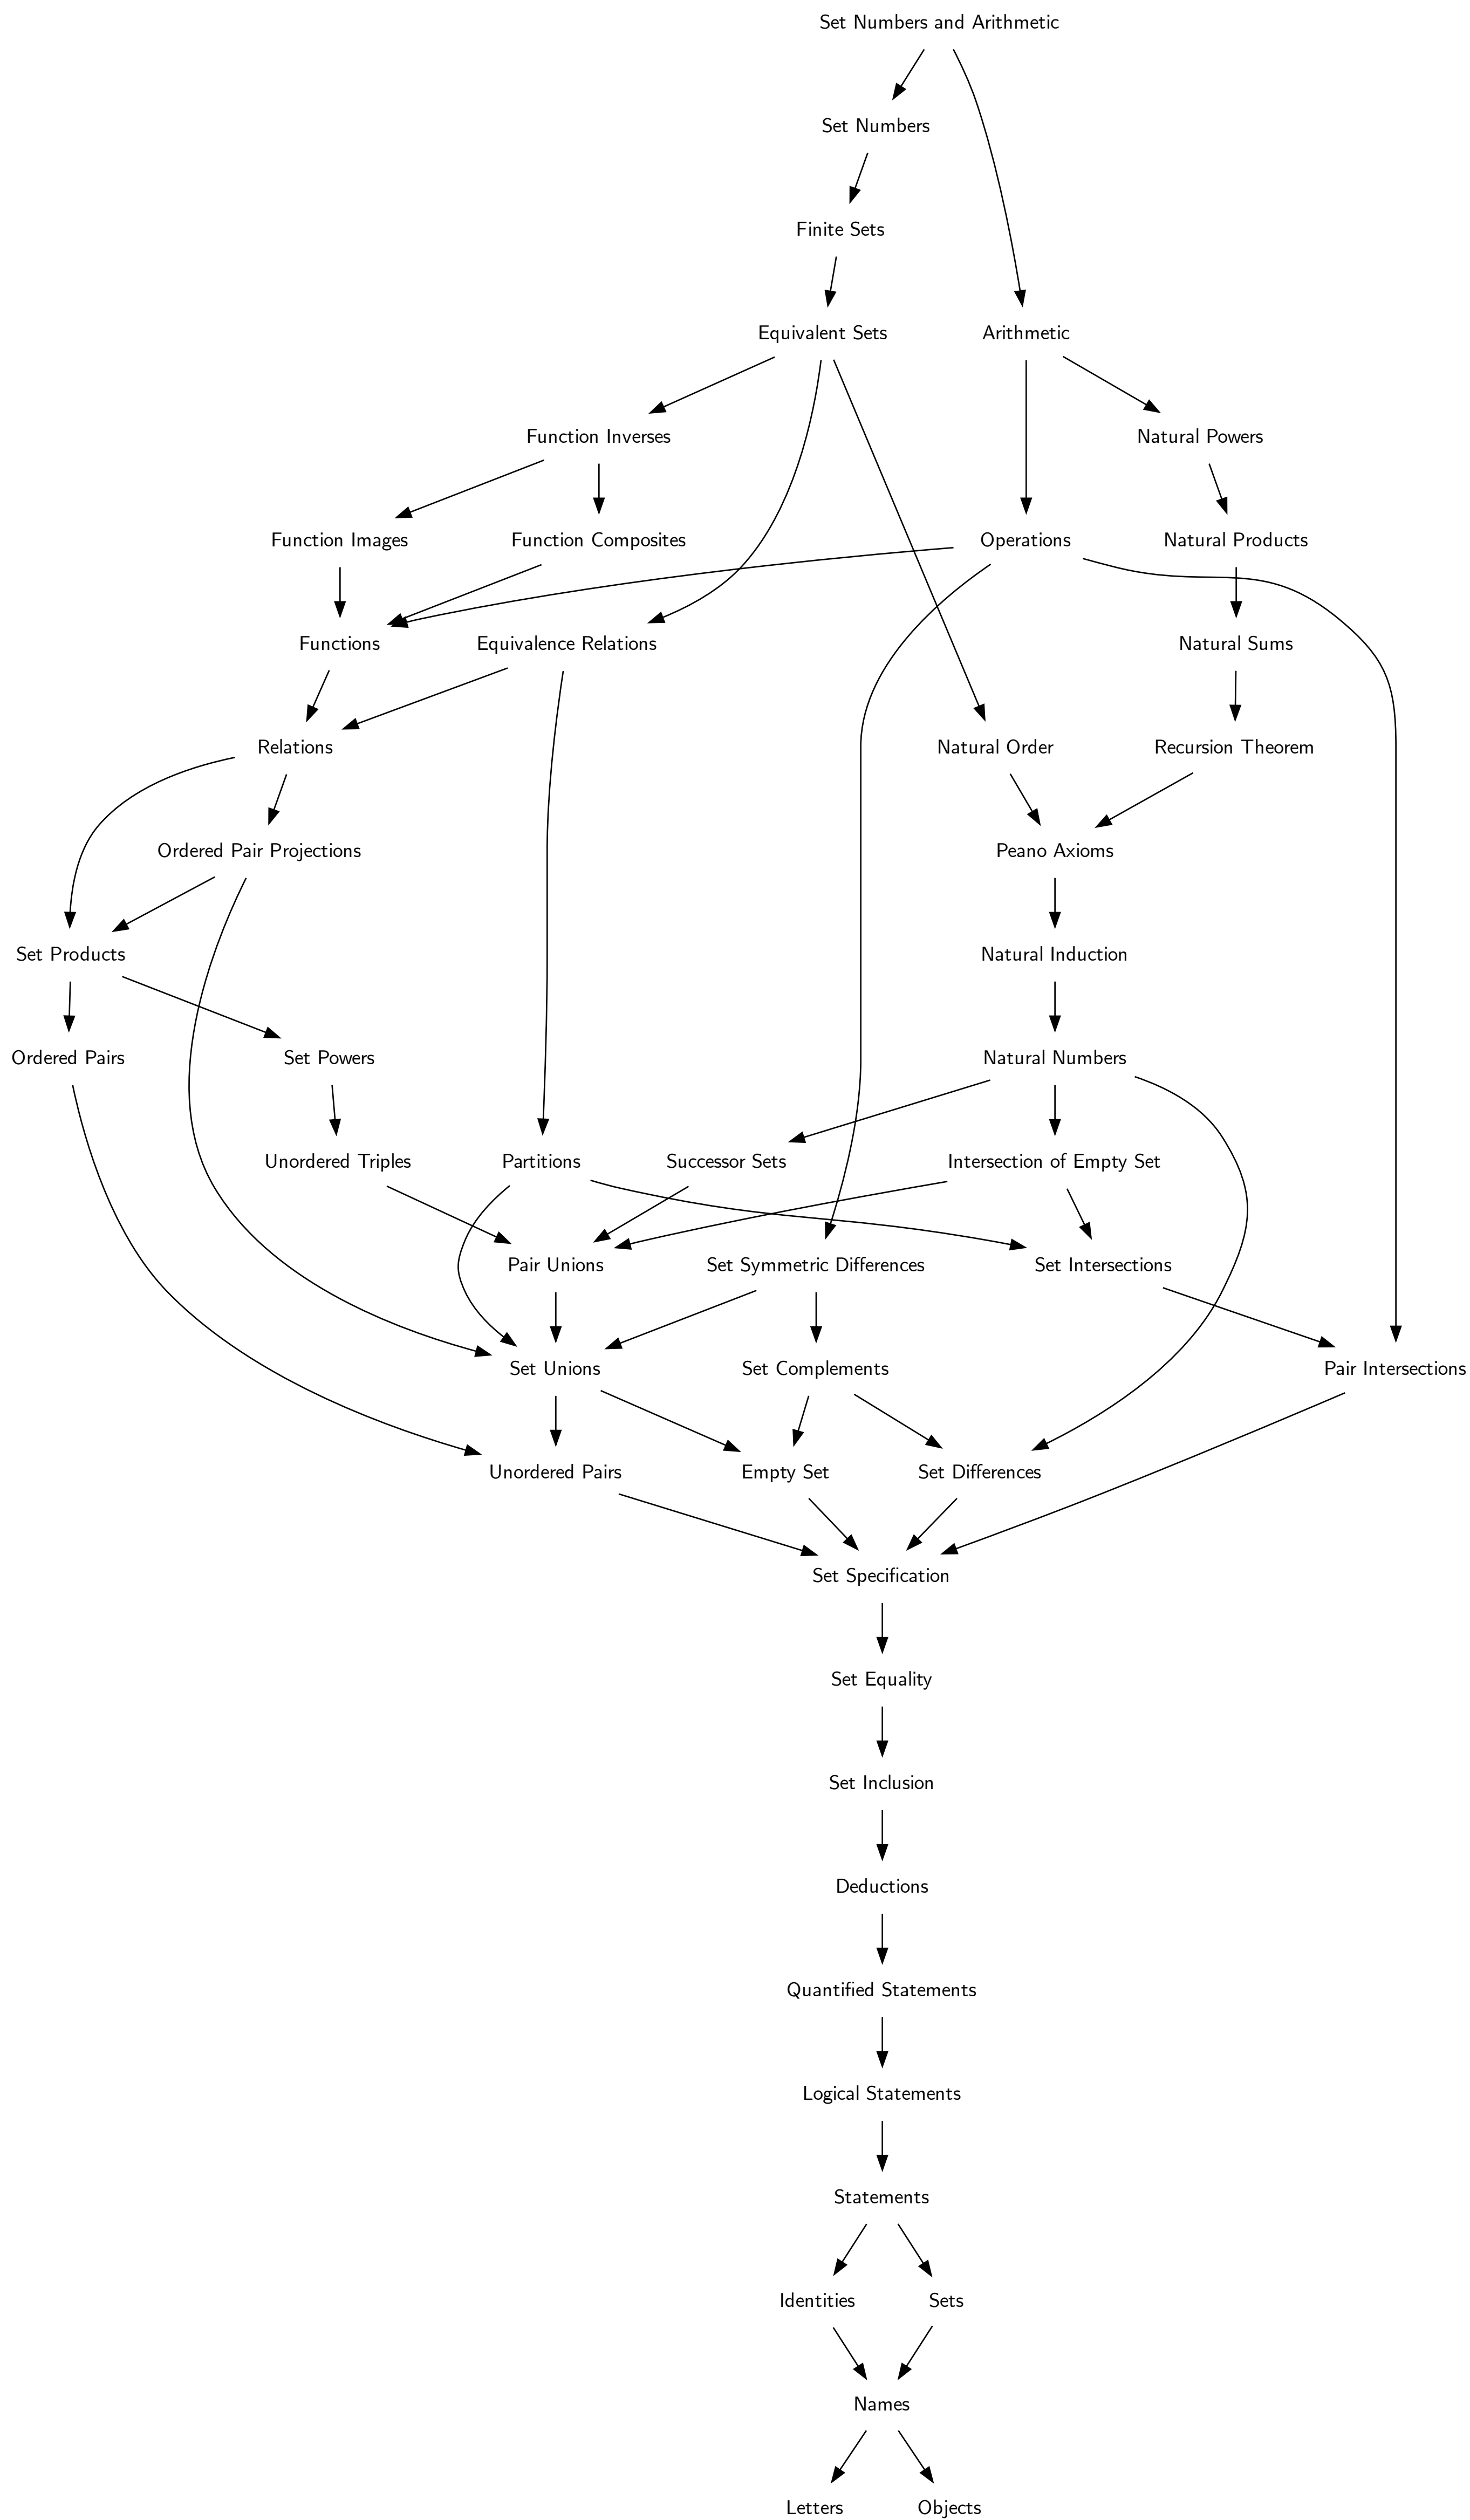 Set Numbers and Arithmetic
Set Numbers
Finite Sets
Equivalent Sets
Arithmetic
Function Inverses
Natural Powers
Function Images
Function Composites
Operations
Natural Products
Functions
Equivalence Relations
Natural Sums
Relations
Natural Order
Recursion Theorem
Ordered Pair Projections
Peano Axioms
Set Products
Natural Induction
Ordered Pairs
Set Powers
Natural Numbers
Unordered Triples
Partitions
Successor Sets
Intersection of Empty Set
Pair Unions
Set Symmetric Differences
Set Intersections
Set Unions
Set Complements
Pair Intersections
Unordered Pairs
Empty Set
Set Differences
Set Specification
Set Equality
Set Inclusion
Deductions
Quantified Statements
Logical Statements
Statements
Identities
Sets
Names
Letters
Objects